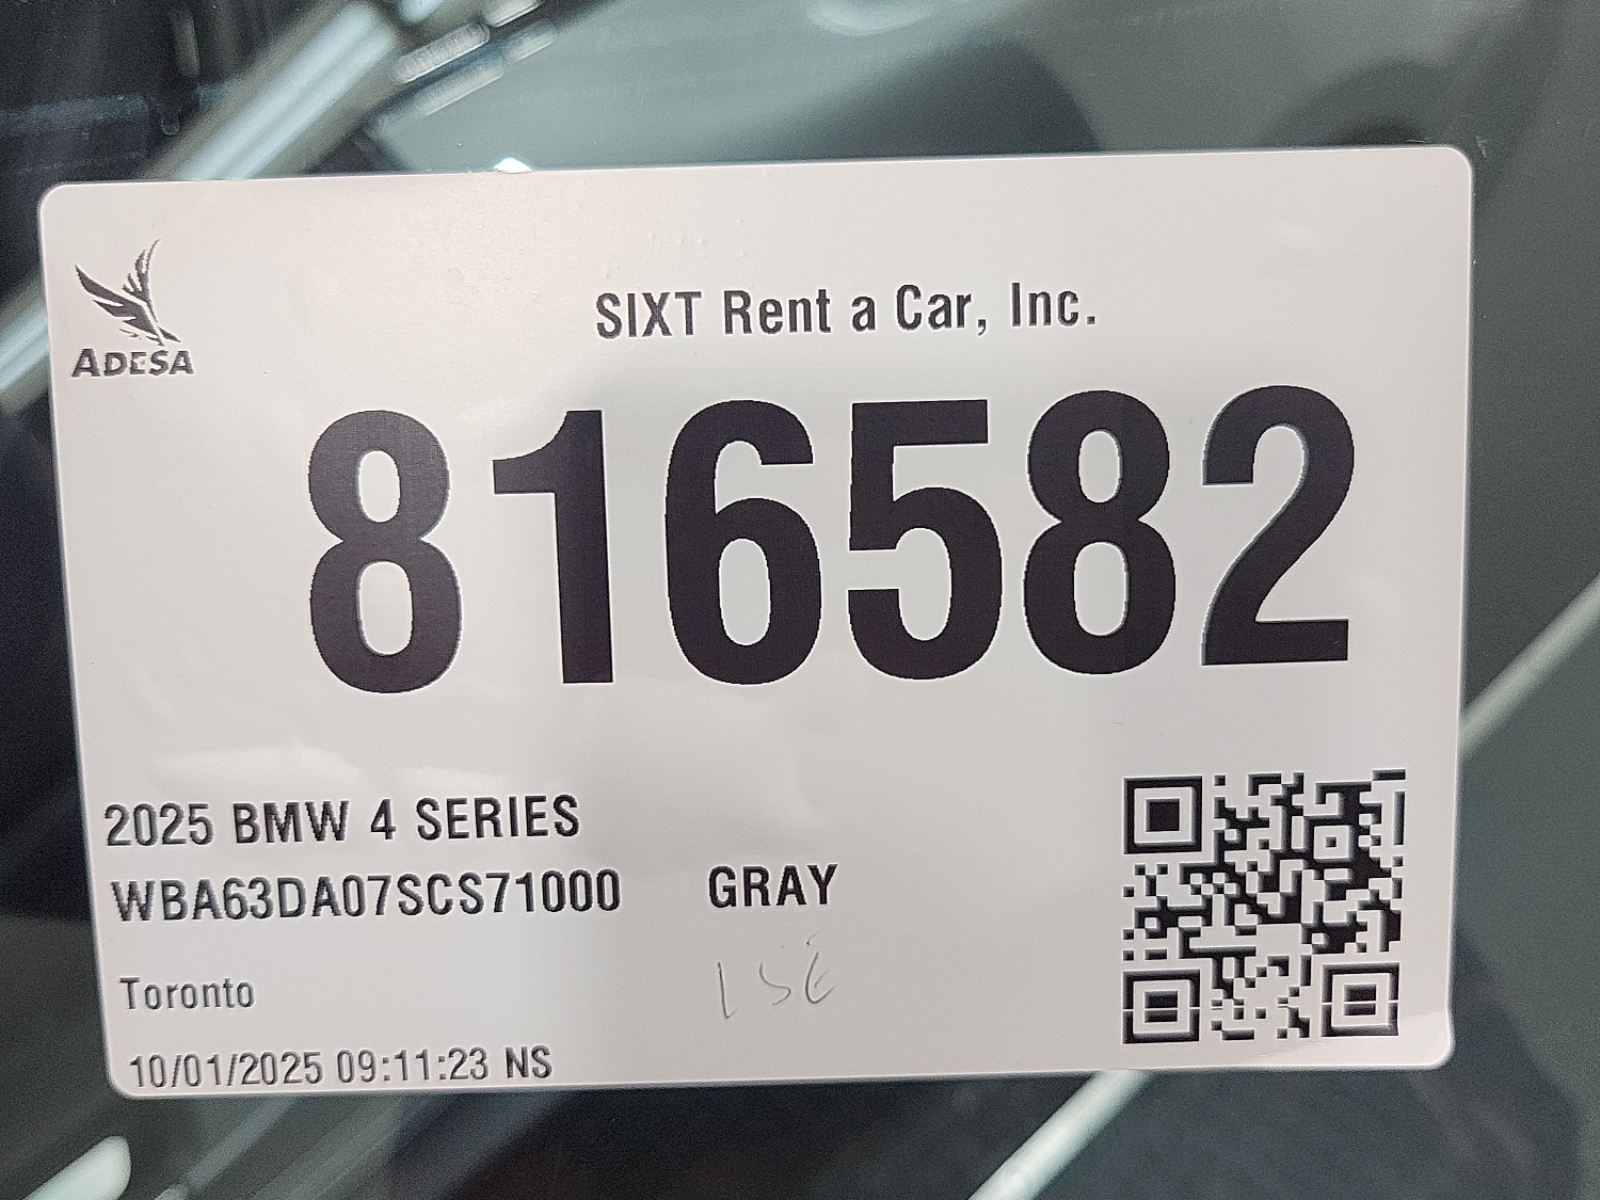 ADESA
SIXT Rent a Car, Inc.
816582
2025 BMW 4 SERIES
WBA63DA07SCS71000 GRAY
Toronto
10/01/2025 09:11:23 NS